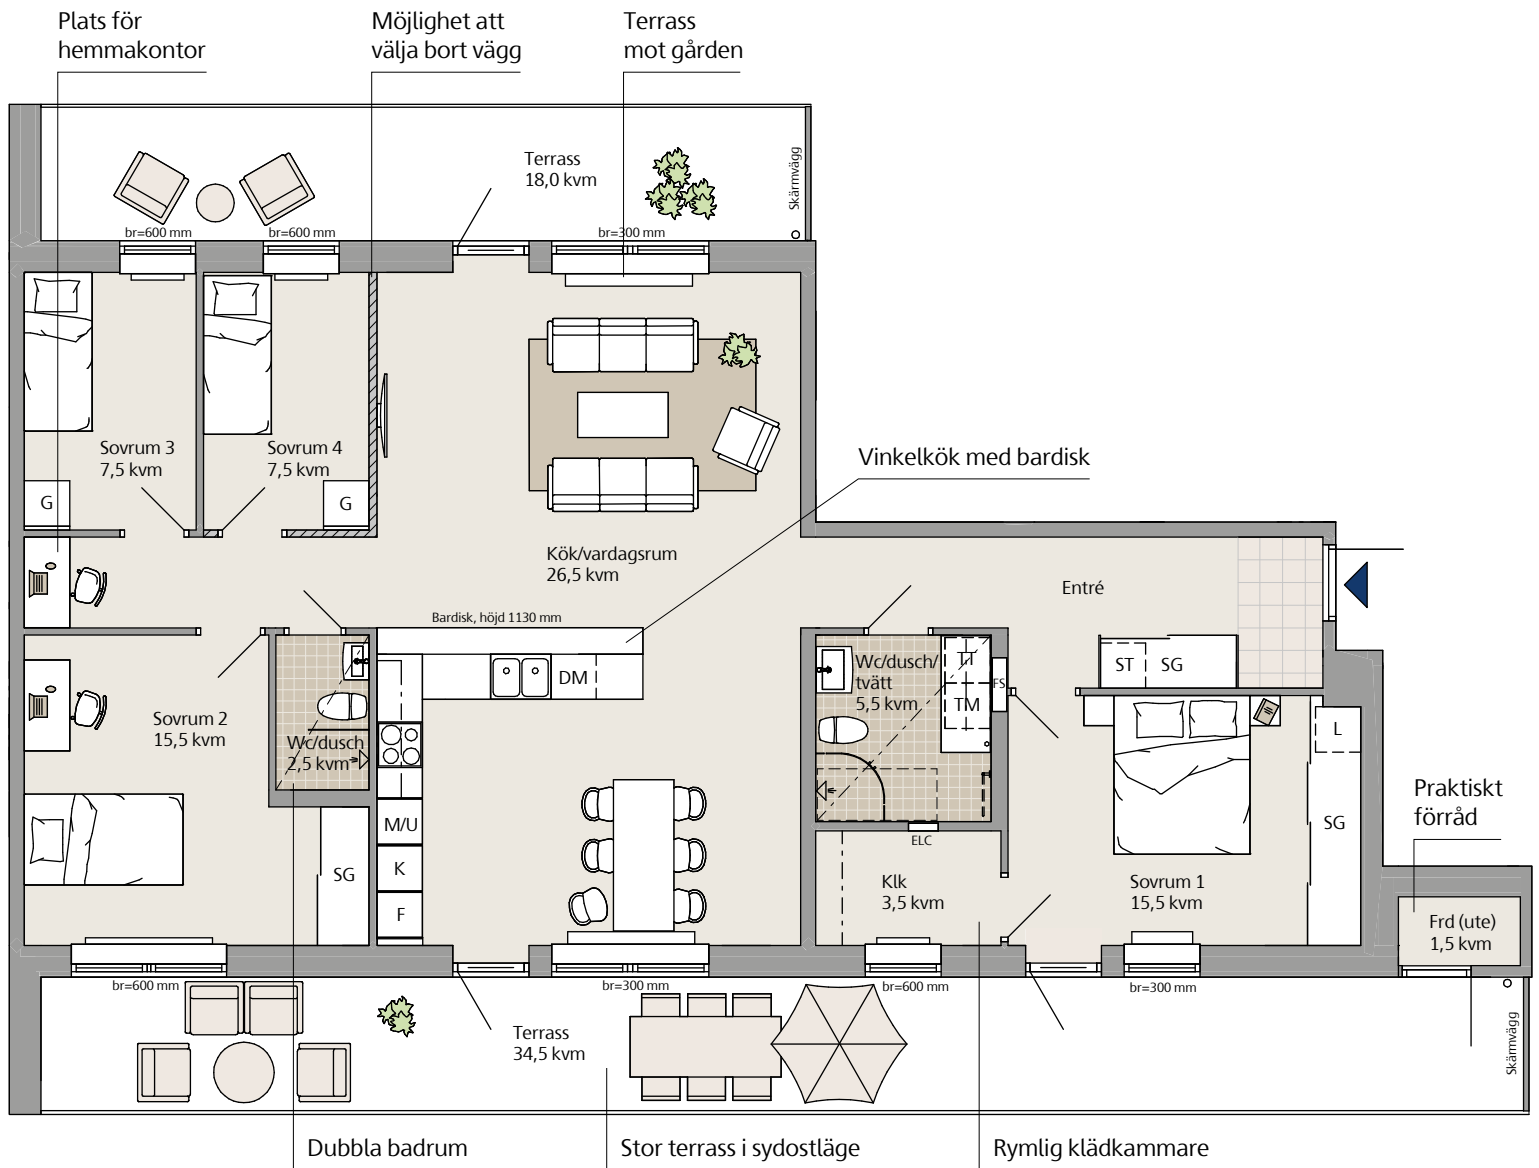 Plats för
hemmakontor
Möjlighet att
välja bort vägg
Terrass
mot gården
Terrass
18,0 kvm
Skärmvägg
br=600 mm
br=600 mm
br=300 mm
Sovrum 3
7,5 kvm
Sovrum 4
7,5 kvm
G
G
Vinkelkök med bardisk
Kök/vardagsrum
26,5 kvm
Entré
Bardisk, höjd 1130 mm
DM
Wc/dusch/
tvätt
5,5 kvm
TT
TM
FS
ST
SG
Sovrum 2
15,5 kvm
Wc/dusch
2,5 kvm
L
SG
M/U
K
F
SG
ELC
Klk
3,5 kvm
Sovrum 1
15,5 kvm
Praktiskt
förråd
Frd (ute)
1,5 kvm
br=600 mm
br=300 mm
br=600 mm
br=300 mm
Terrass
34,5 kvm
Skärmvägg
Dubbla badrum
Stor terrass i sydostläge
Rymlig klädkammare